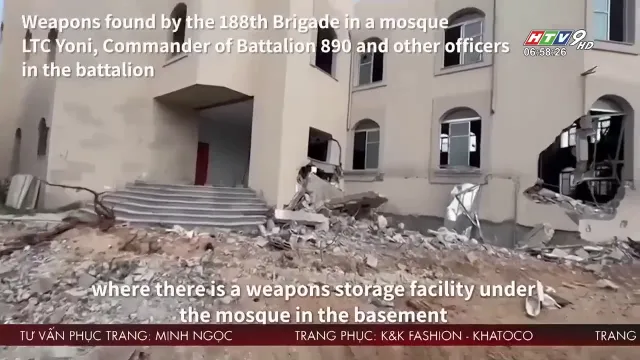 Weapons found by the 188th Brigade in a mosque
LTC Yoni, Commander of Battalion 890 and other officers
in the battalion
HTV9 HD
06:58:26
where there is a weapons storage facility under
the mosque in the basement
TƯ VẤN PHỤC TRANG: MINH NGỌC
TRANG PHỤC: K&K FASHION - KHATOCO
TRANG